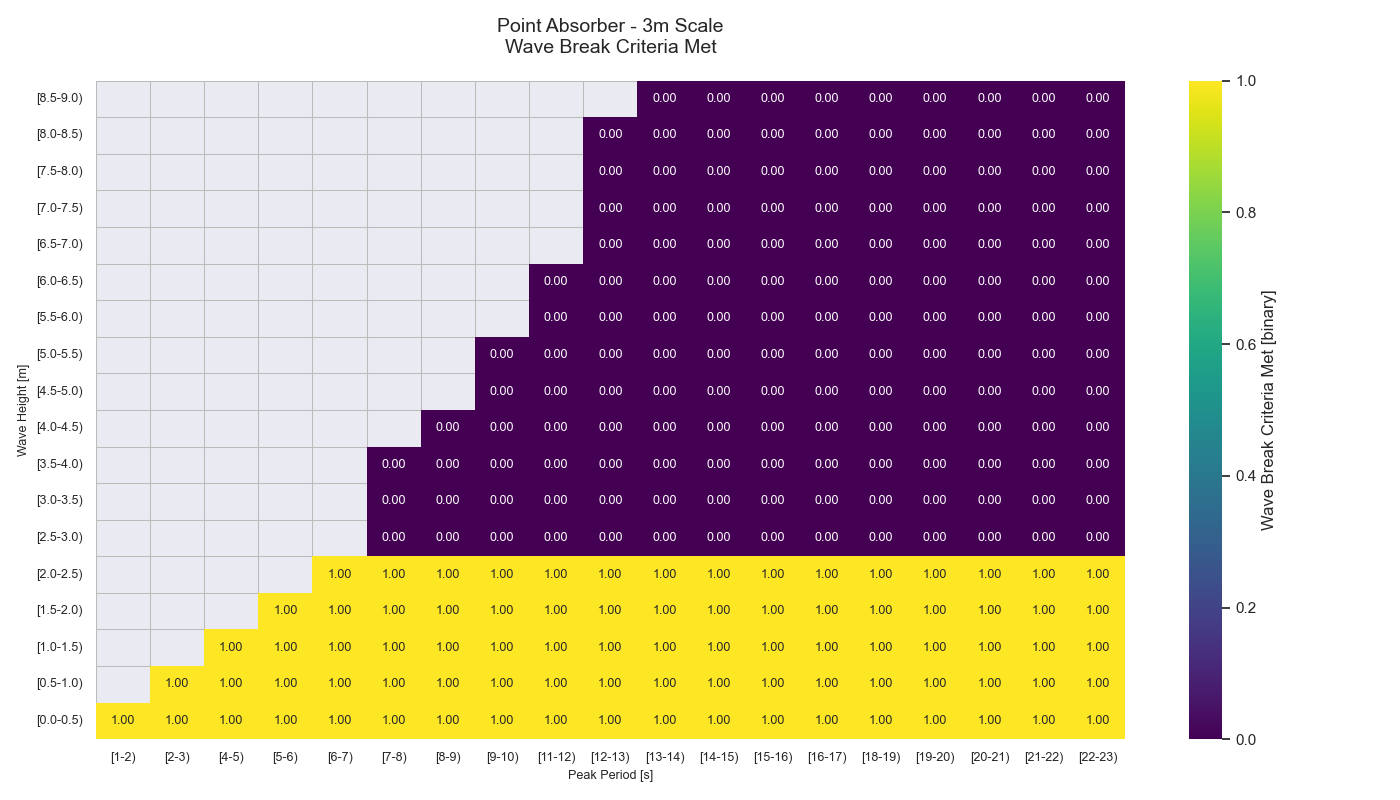 Point Absorber - 3m Scale
Wave Break Criteria Met
[8.5-9.0) 0.00 0.00 0.00 0.00 0.00 0.00 0.00 0.00 0.00
[8.0-8.5) 0.00 0.00 0.00 0.00 0.00 0.00 0.00 0.00 0.00 0.00
[7.5-8.0) 0.00 0.00 0.00 0.00 0.00 0.00 0.00 0.00 0.00 0.00
[7.0-7.5) 0.00 0.00 0.00 0.00 0.00 0.00 0.00 0.00 0.00 0.00
[6.5-7.0) 0.00 0.00 0.00 0.00 0.00 0.00 0.00 0.00 0.00 0.00
[6.0-6.5) 0.00 0.00 0.00 0.00 0.00 0.00 0.00 0.00 0.00 0.00 0.00
[5.5-6.0) 0.00 0.00 0.00 0.00 0.00 0.00 0.00 0.00 0.00 0.00 0.00
[5.0-5.5) 0.00 0.00 0.00 0.00 0.00 0.00 0.00 0.00 0.00 0.00 0.00 0.00
[4.5-5.0) 0.00 0.00 0.00 0.00 0.00 0.00 0.00 0.00 0.00 0.00 0.00 0.00
[4.0-4.5) 0.00 0.00 0.00 0.00 0.00 0.00 0.00 0.00 0.00 0.00 0.00 0.00 0.00
[3.5-4.0) 0.00 0.00 0.00 0.00 0.00 0.00 0.00 0.00 0.00 0.00 0.00 0.00 0.00 0.00
[3.0-3.5) 0.00 0.00 0.00 0.00 0.00 0.00 0.00 0.00 0.00 0.00 0.00 0.00 0.00 0.00
[2.5-3.0) 0.00 0.00 0.00 0.00 0.00 0.00 0.00 0.00 0.00 0.00 0.00 0.00 0.00 0.00
[2.0-2.5) 1.00 1.00 1.00 1.00 1.00 1.00 1.00 1.00 1.00 1.00 1.00 1.00 1.00 1.00 1.00
[1.5-2.0) 1.00 1.00 1.00 1.00 1.00 1.00 1.00 1.00 1.00 1.00 1.00 1.00 1.00 1.00 1.00 1.00
[1.0-1.5) 1.00 1.00 1.00 1.00 1.00 1.00 1.00 1.00 1.00 1.00 1.00 1.00 1.00 1.00 1.00 1.00 1.00
[0.5-1.0) 1.00 1.00 1.00 1.00 1.00 1.00 1.00 1.00 1.00 1.00 1.00 1.00 1.00 1.00 1.00 1.00 1.00 1.00
[0.0-0.5) 1.00 1.00 1.00 1.00 1.00 1.00 1.00 1.00 1.00 1.00 1.00 1.00 1.00 1.00 1.00 1.00 1.00 1.00 1.00
[1-2) [2-3) [4-5) [5-6) [6-7) [7-8) [8-9) [9-10) [11-12) [12-13) [13-14) [14-15) [15-16) [16-17) [18-19) [19-20) [20-21) [21-22) [22-23)
Peak Period [s]
Wave Height [m]
1.0
0.8
0.6
0.4
0.2
0.0
Wave Break Criteria Met [binary]